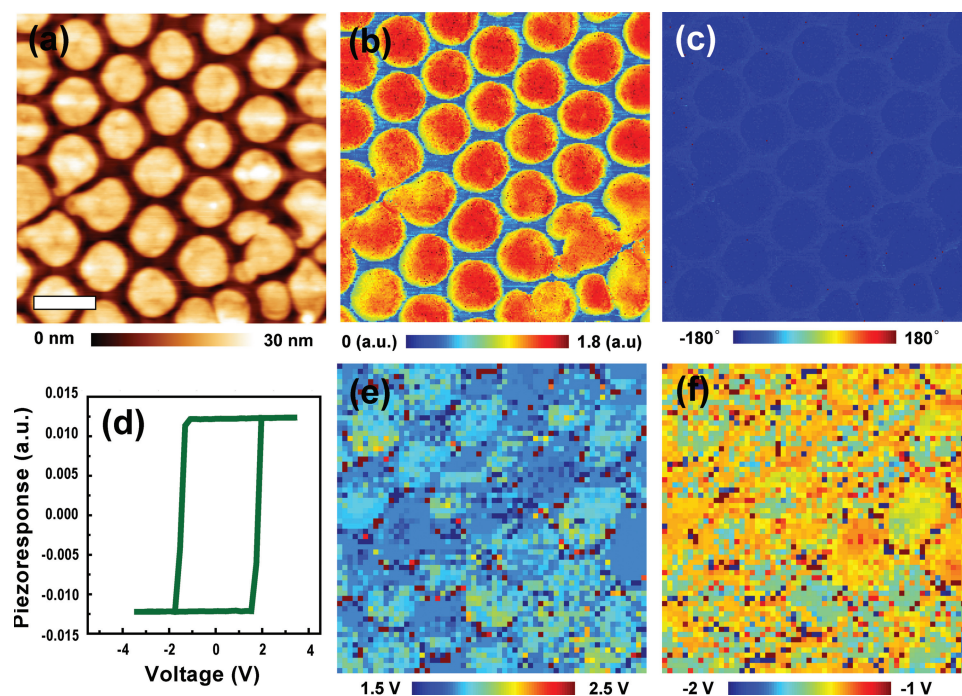 (a)
(b)
(c)
0 nm 30 nm
0 (a.u.) 1.8 (a.u)
-180° 180°
(d)
Piezoresponse (a.u.)
0.015
0.010
0.005
0.000
-0.005
-0.010
-0.015
-4 -2 0 2 4
Voltage (V)
(e)
(f)
1.5 V 2.5 V
-2 V -1 V